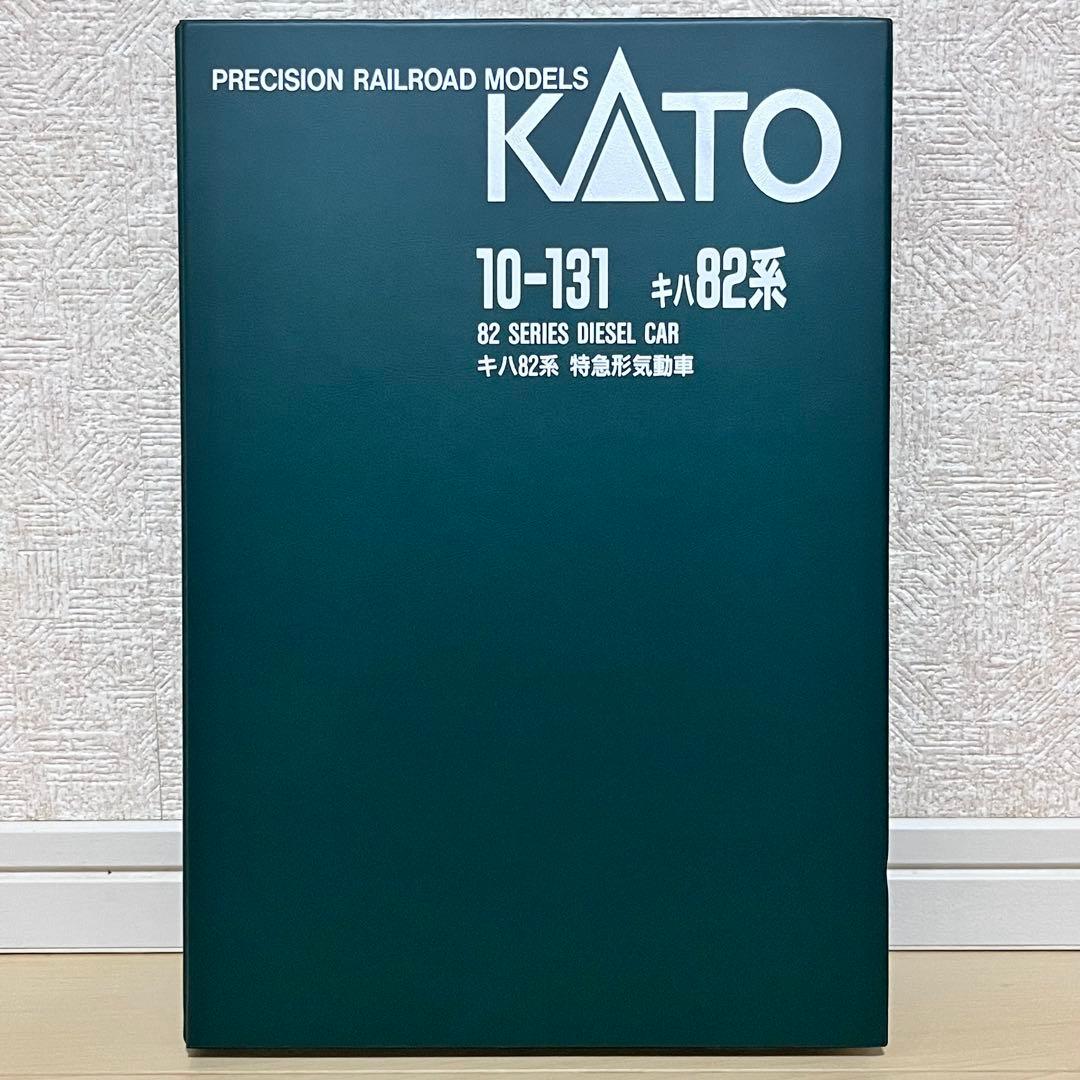 PRECISION RAILROAD MODELS
KATO
10-131 キハ82系
82 SERIES DIESEL CAR
キハ82系 特急形気動車